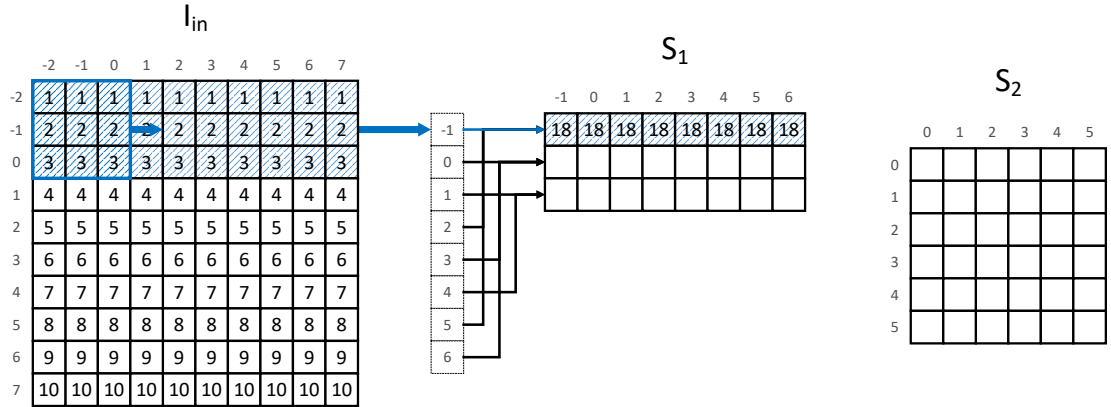 I_in
-2 -1 0 1 2 3 4 5 6 7
-2 1 1 1 1 1 1 1 1 1 1
-1 2 2 2 2 2 2 2 2 2 2
0 3 3 3 3 3 3 3 3 3 3
1 4 4 4 4 4 4 4 4 4 4
2 5 5 5 5 5 5 5 5 5 5
3 6 6 6 6 6 6 6 6 6 6
4 7 7 7 7 7 7 7 7 7 7
5 8 8 8 8 8 8 8 8 8 8
6 9 9 9 9 9 9 9 9 9 9
7 10 10 10 10 10 10 10 10 10 10
-1
0
1
2
3
4
5
6
S_1
-1 0 1 2 3 4 5 6
18 18 18 18 18 18 18 18
S_2
0 1 2 3 4 5
0
1
2
3
4
5